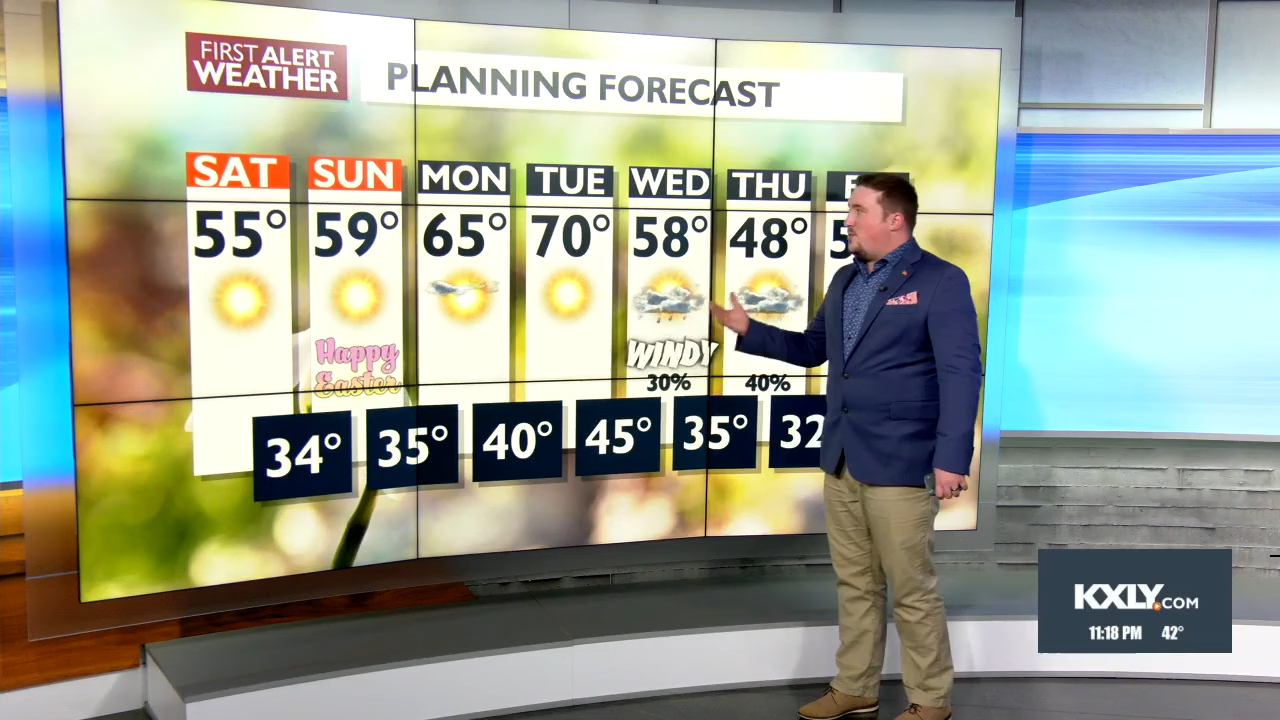 FIRST ALERT
WEATHER
PLANNING FORECAST
SAT SUN MON TUE WED THU
55° 59° 65° 70° 58° 48°
Happy
Easter
WINDY
30% 40%
34° 35° 40° 45° 35° 32
KXLY.COM
11:18 PM 42°